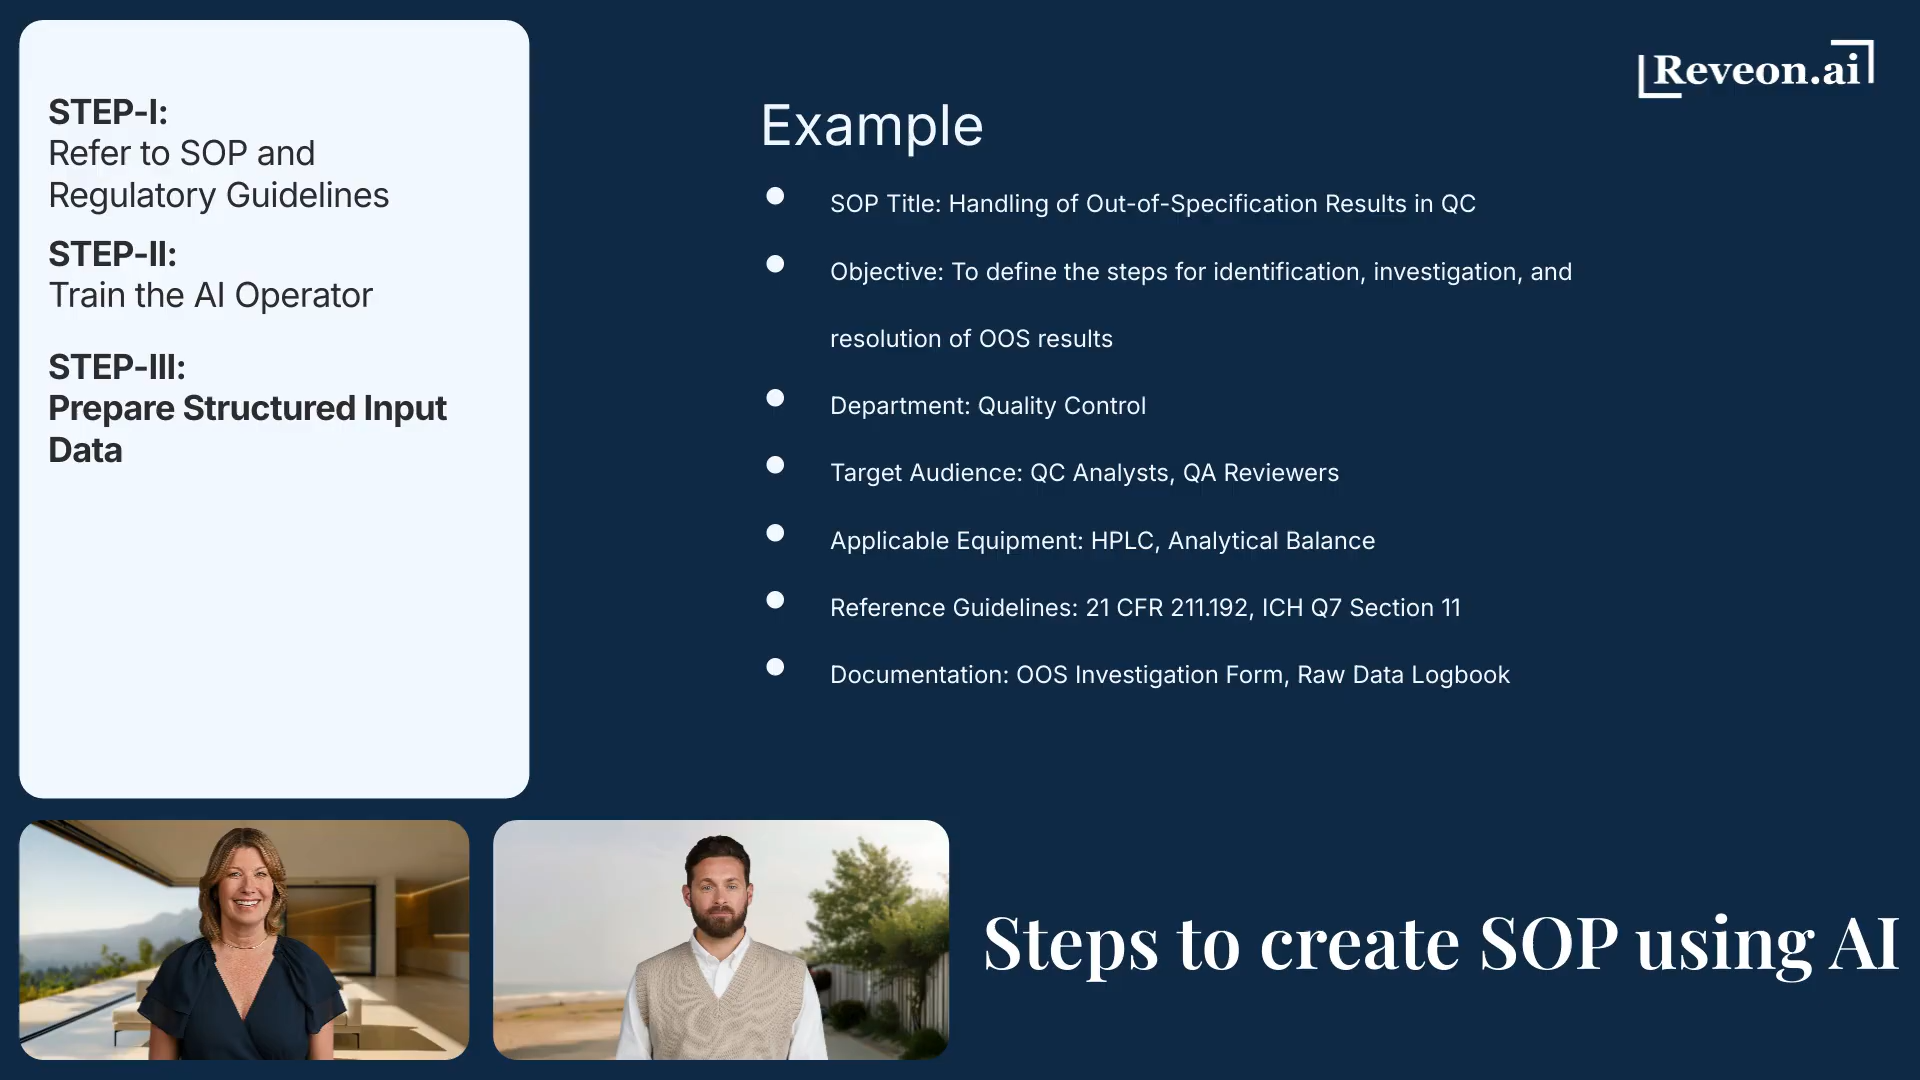 STEP-I:
Refer to SOP and
Regulatory Guidelines
STEP-II:
Train the AI Operator
STEP-III:
Prepare Structured Input
Data
Reveon.ai
Example
SOP Title: Handling of Out-of-Specification Results in QC
Objective: To define the steps for identification, investigation, and
resolution of OOS results
Department: Quality Control
Target Audience: QC Analysts, QA Reviewers
Applicable Equipment: HPLC, Analytical Balance
Reference Guidelines: 21 CFR 211.192, ICH Q7 Section 11
Documentation: OOS Investigation Form, Raw Data Logbook
Steps to create SOP using AI